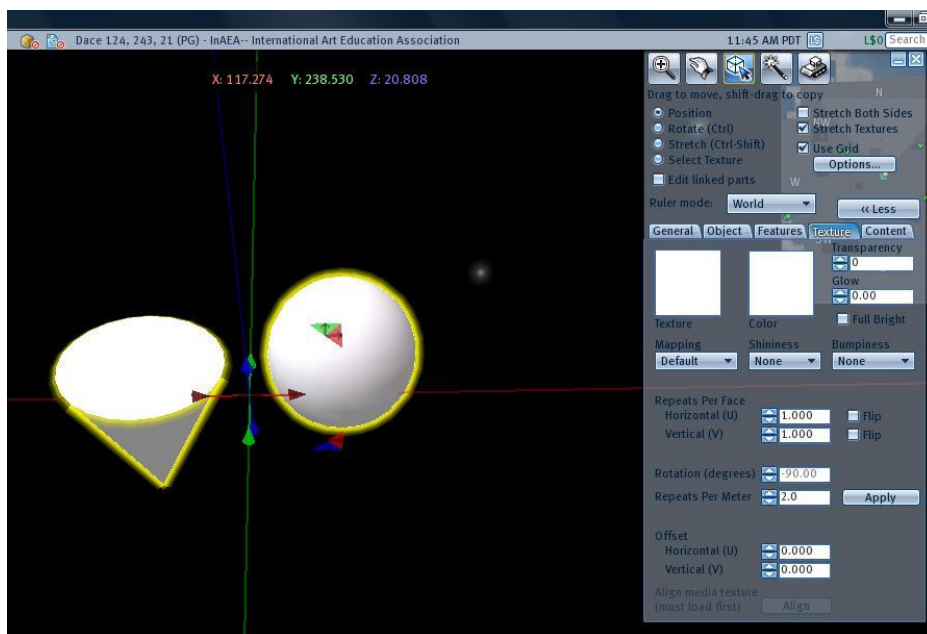 Dace 124, 243, 21 (PG) - InAEA-- International Art Education Association 11:45 AM PDT L$0 Search
X: 117.274 Y: 238.530 Z: 20.808
Drag to move, shift-drag to copy
N
Position Stretch Both Sides
NW
Rotate (Ctrl) Stretch Textures
Stretch (Ctrl-Shift) Use Grid
Select Texture Options...
Edit linked parts W
Ruler mode: World << Less
General Object Features Texture Content
Transparency
0
Glow
0.00
Full Bright
Texture Color
Mapping Shininess Bumpiness
Default None None
Repeats Per Face
Horizontal (U) 1.000 Flip
Vertical (V) 1.000 Flip
Rotation (degrees) -90.00
Repeats Per Meter 2.0 Apply
Offset
Horizontal (U) 0.000
Vertical (V) 0.000
Align media texture
(must load first) Align